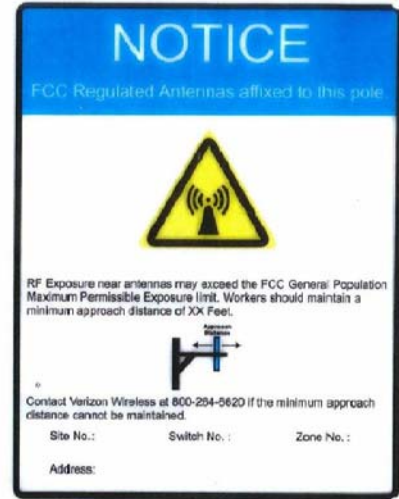 NOTICE
FCC Regulated Antennas affixed to this pole.
RF Exposure near antennas may exceed the FCC General Population
Maximum Permissible Exposure limit. Workers should maintain a
minimum approach distance of XX Feet.
Approach
Distance
Contact Verizon Wireless at 800-264-6620 if the minimum approach
distance cannot be maintained.
Site No.: Switch No. : Zone No. :
Address: